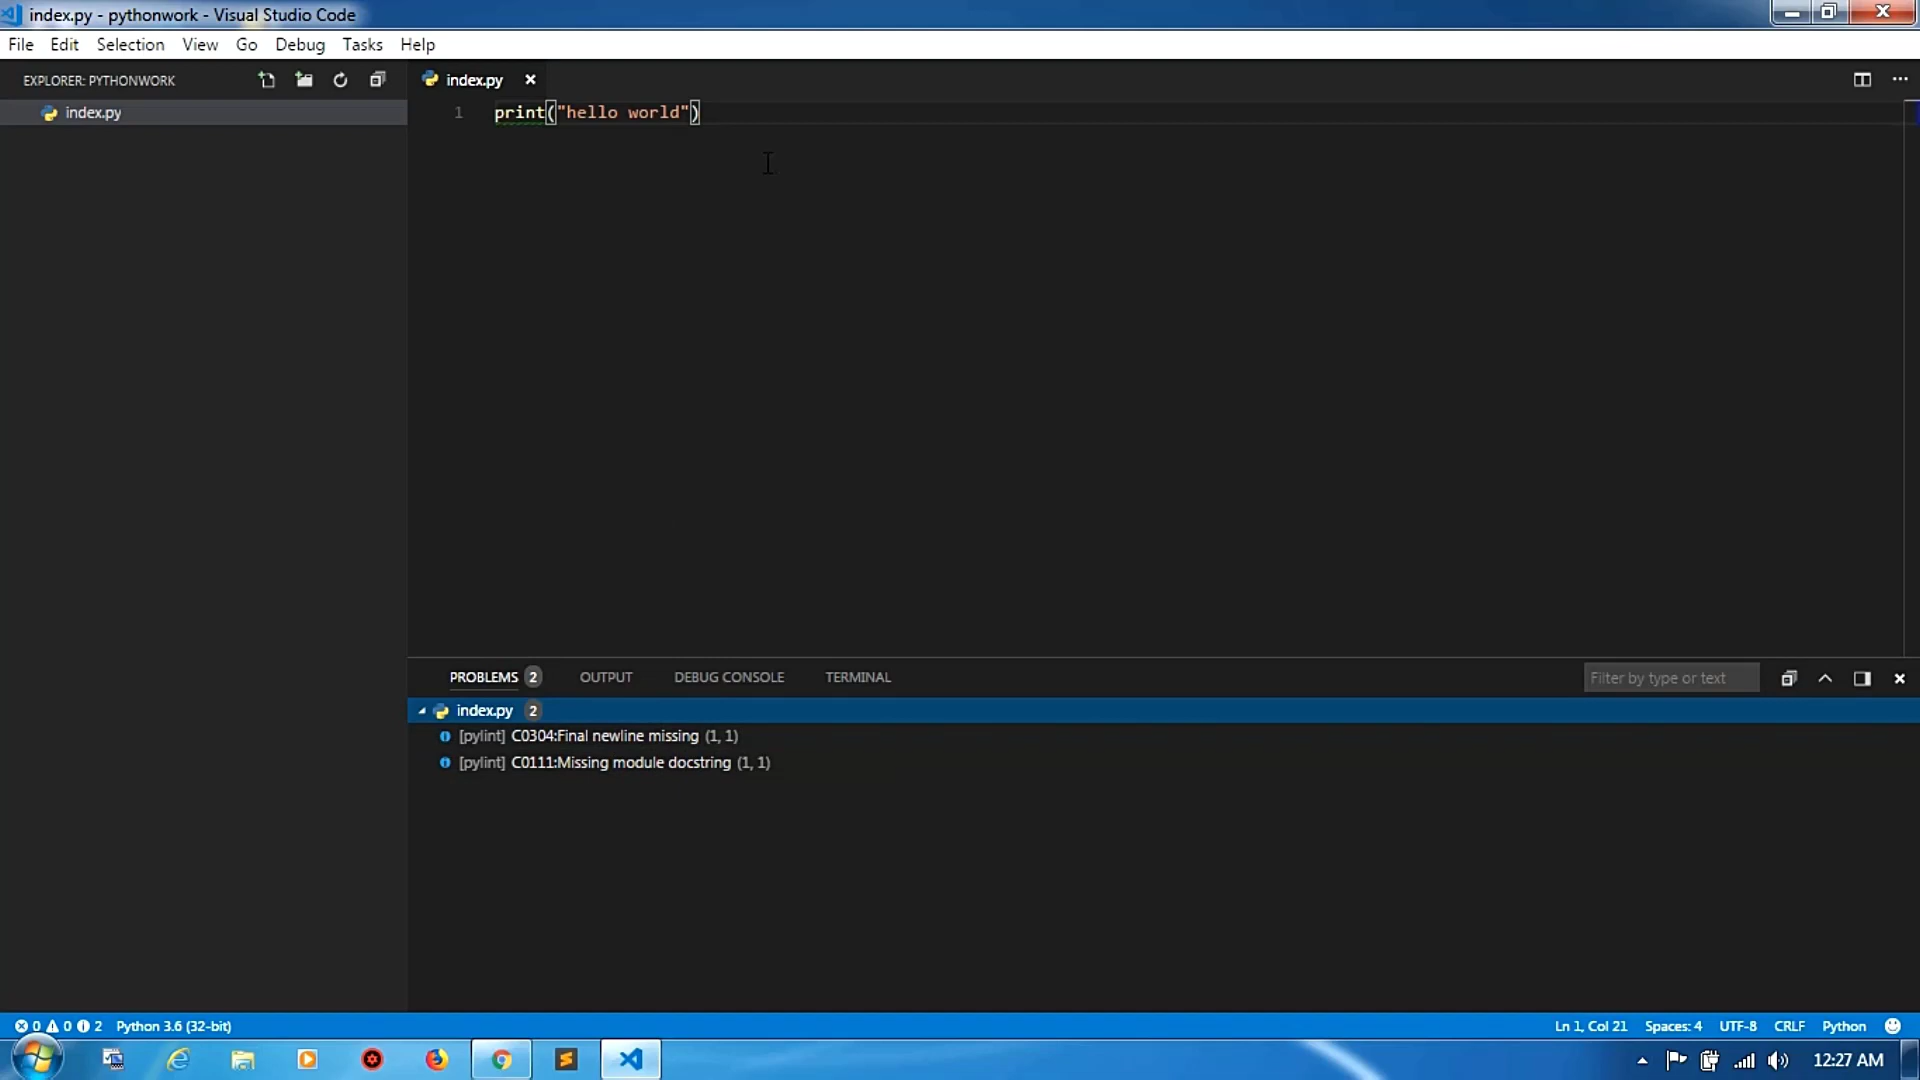 index.py - pythonwork - Visual Studio Code
File Edit Selection View Go Debug Tasks Help
EXPLORER: PYTHONWORK
index.py
index.py
1 print("hello world")
PROBLEMS 2 OUTPUT DEBUG CONSOLE TERMINAL
Filter by type or text
index.py 2
[pylint] C0304:Final newline missing (1, 1)
[pylint] C0111:Missing module docstring (1, 1)
0 0 2 Python 3.6 (32-bit)
Ln 1, Col 21 Spaces: 4 UTF-8 CRLF Python
12:27 AM